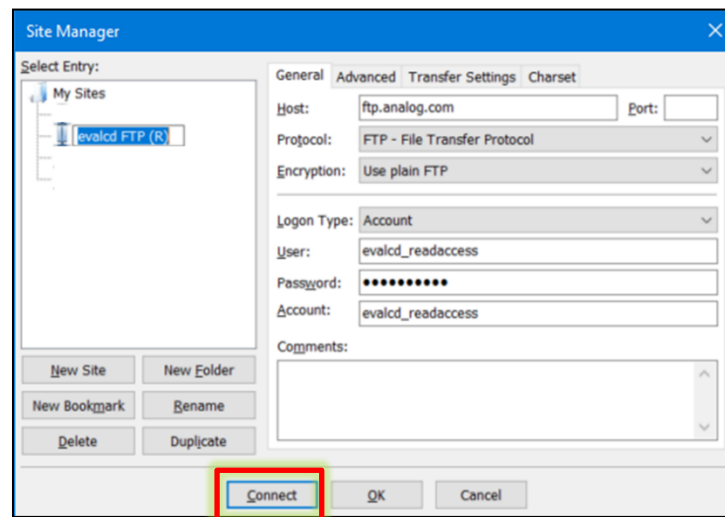 Site Manager
Select Entry:
My Sites
evalcd FTP (R)
New Site
New Folder
New Bookmark
Rename
Delete
Duplicate
General Advanced Transfer Settings Charset
Host: ftp.analog.com Port:
Protocol: FTP - File Transfer Protocol
Encryption: Use plain FTP
Logon Type: Account
User: evalcd_readaccess
Password: ●●●●●●●●●●
Account: evalcd_readaccess
Comments:
Connect OK Cancel